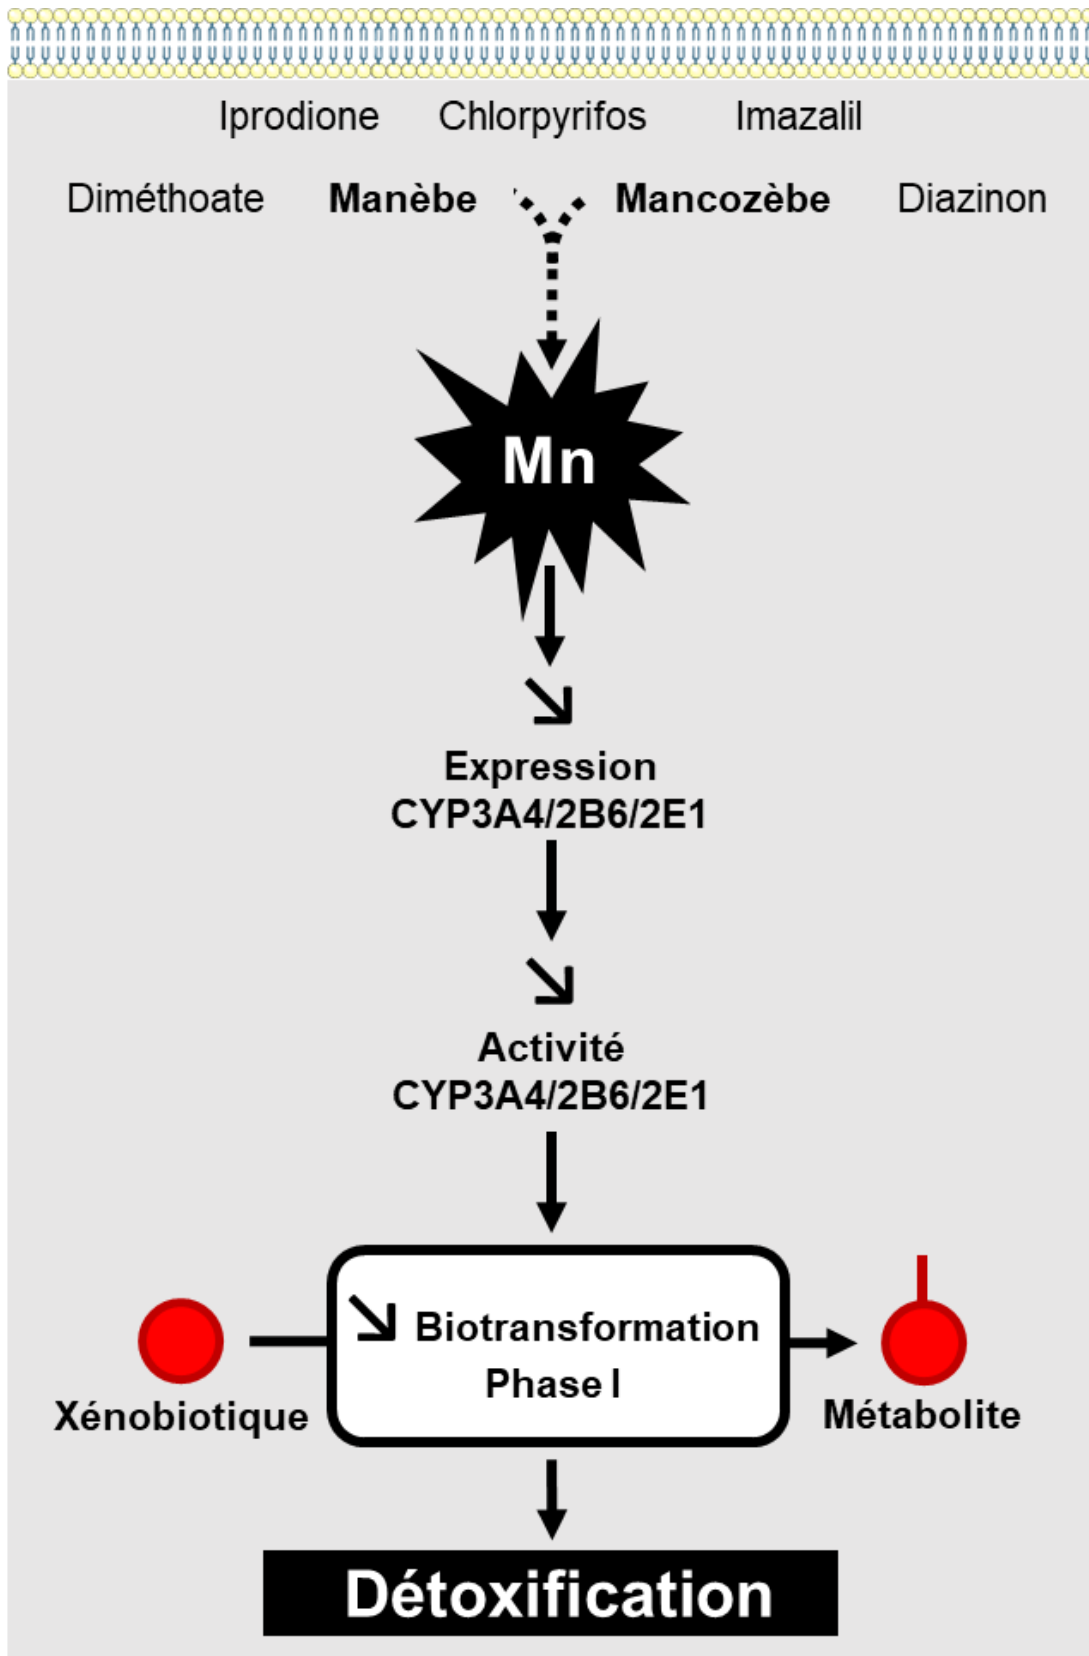 Iprodione Chlorpyrifos Imazalil
Diméthoate Manèbe Mancozèbe Diazinon
Mn
Expression
CYP3A4/2B6/2E1
Activité
CYP3A4/2B6/2E1
Biotransformation
Phase I
Xénobiotique
Métabolite
Détoxification